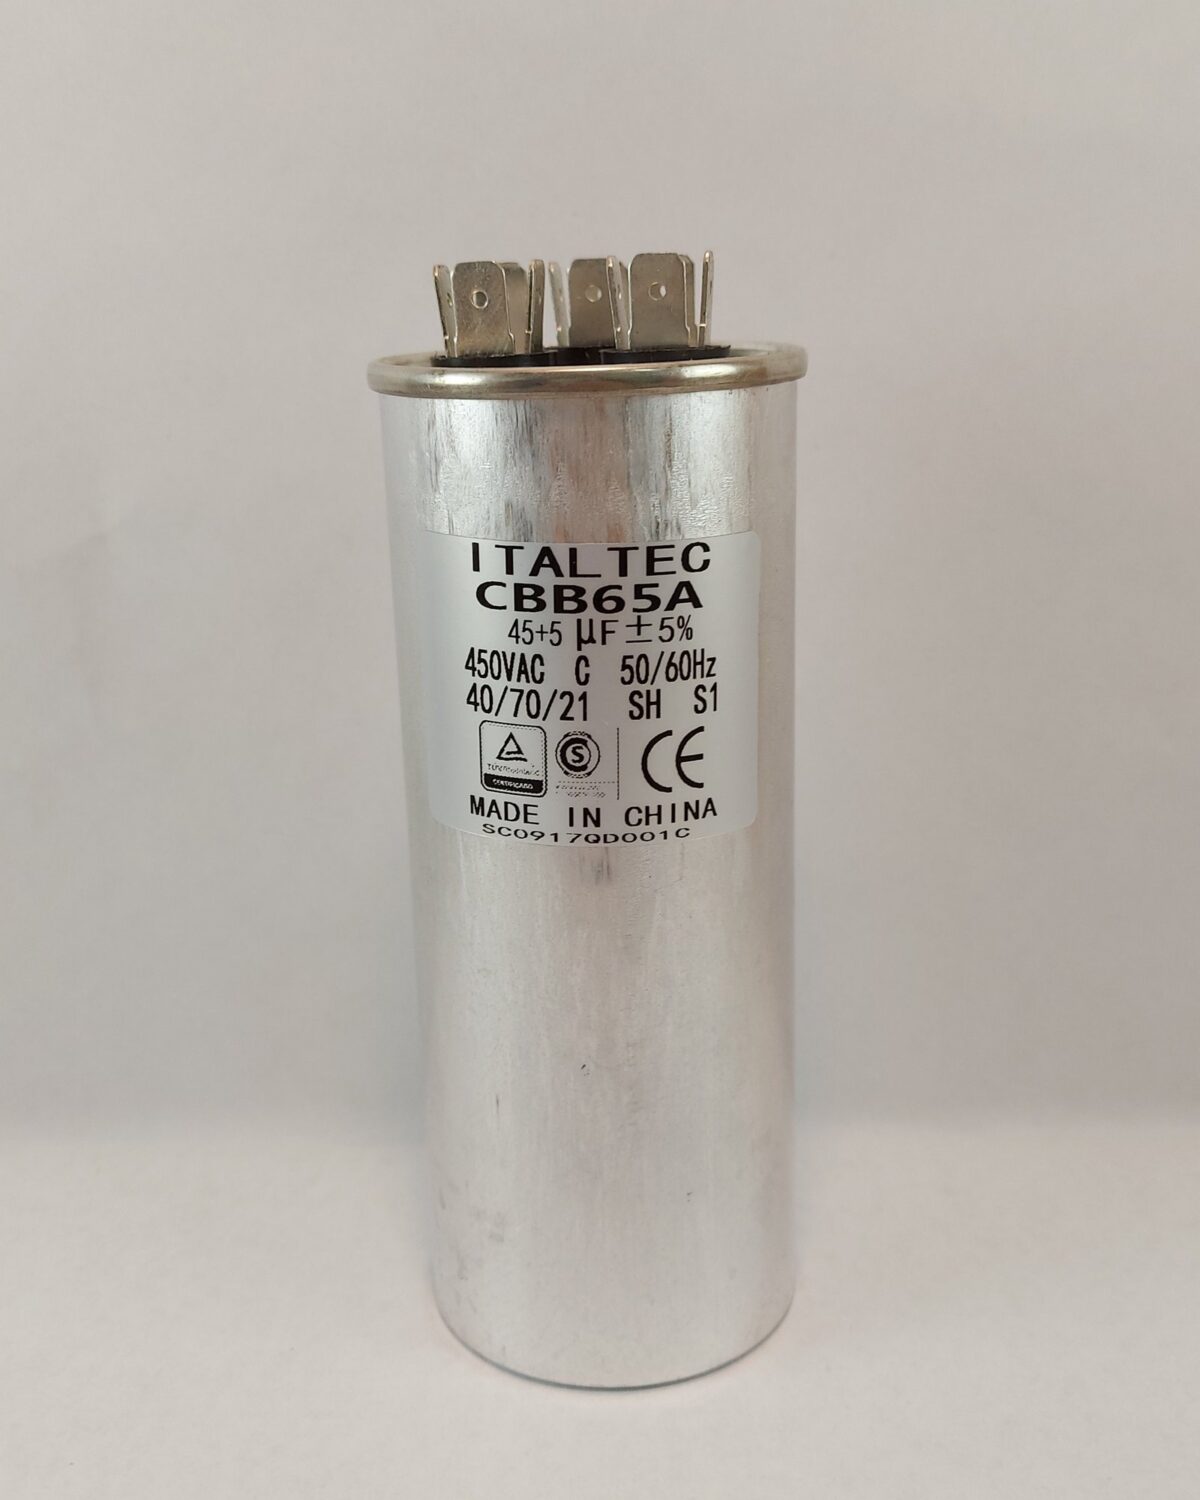 ITALTEC
CBB65A
45+5 µF±5%
450VAC C 50/60Hz
40/70/21 SH S1
S CE
MADE IN CHINA
SC0917QD001C